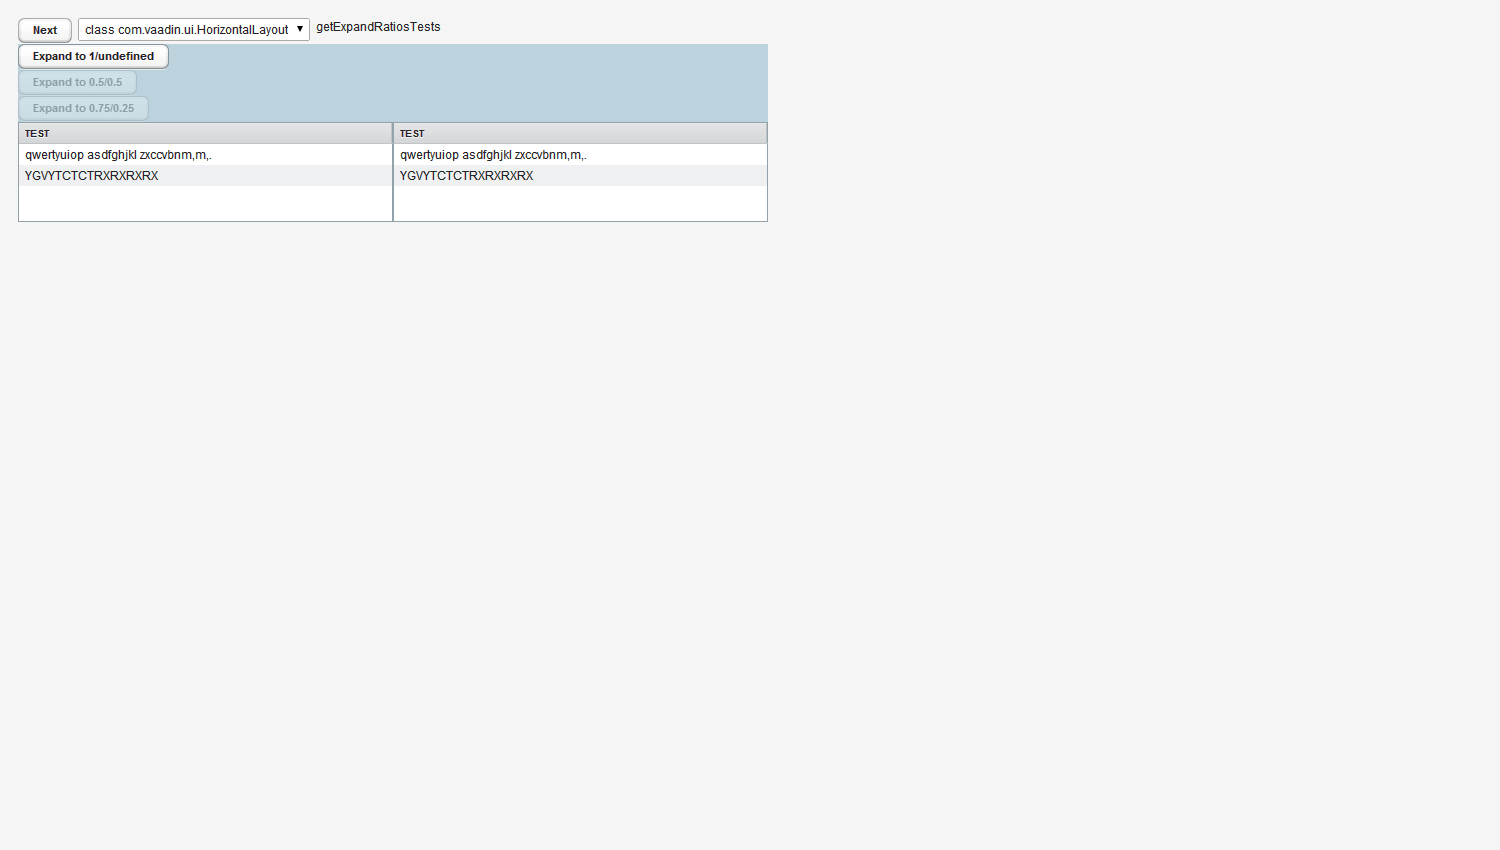 Next class com.vaadin.ui.HorizontalLayout getExpandRatiosTests
Expand to 1/undefined
Expand to 0.5/0.5
Expand to 0.75/0.25
TEST TEST
qwertyuiop asdfghjkl zxccvbnm,m,. qwertyuiop asdfghjkl zxccvbnm,m,.
YGVYTCTCTRXRXRXRX YGVYTCTCTRXRXRXRX